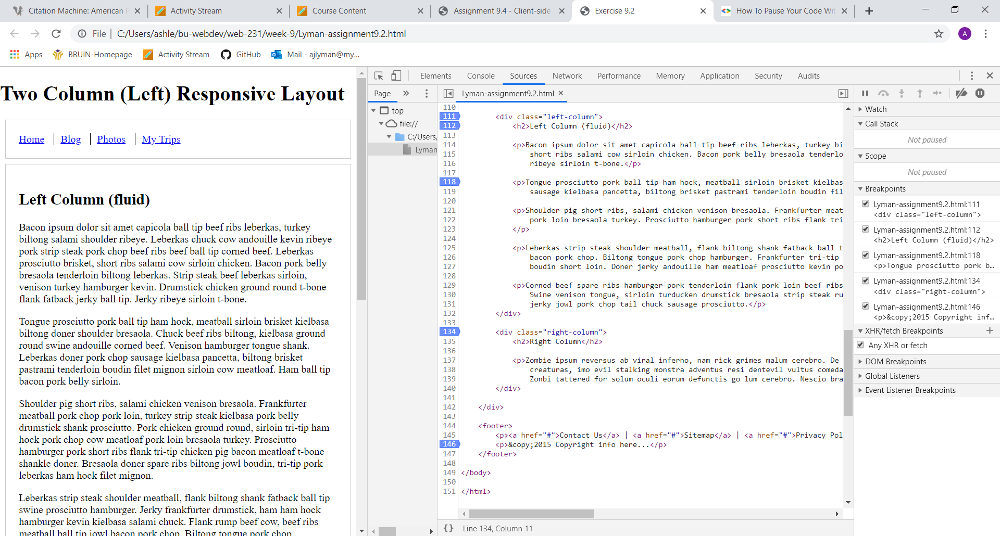 Citation Machine: American P
Activity Stream
Course Content
Assignment 9.4 - Client-side
Exercise 9.2
How To Pause Your Code Wit
File | C:/Users/ashle/bu-webdev/web-231/week-9/Lyman-assignment9.2.html
A
Apps
BRUIN-Homepage
Activity Stream
GitHub
Mail - ajlyman@my...
Two Column (Left) Responsive Layout
Home
Blog
Photos
My Trips
Left Column (fluid)
Bacon ipsum dolor sit amet capicola ball tip beef ribs leberkas, turkey
biltong salami shoulder ribeye. Leberkas chuck cow andouille kevin ribeye
pork strip steak pork chop beef ribs beef ball tip corned beef. Leberkas
prosciutto brisket, short ribs salami cow sirloin chicken. Bacon pork belly
bresaola tenderloin biltong leberkas. Strip steak beef leberkas sirloin,
venison turkey hamburger kevin. Drumstick chicken ground round t-bone
flank fatback jerky ball tip. Jerky ribeye sirloin t-bone.
Tongue prosciutto pork ball tip ham hock, meatball sirloin brisket kielbasa
biltong doner shoulder bresaola. Chuck beef ribs biltong, kielbasa ground
round swine andouille corned beef. Venison hamburger tongue shank.
Leberkas doner pork chop sausage kielbasa pancetta, biltong brisket
pastrami tenderloin boudin filet mignon sirloin cow meatloaf. Ham ball tip
bacon pork belly sirloin.
Shoulder pig short ribs, salami chicken venison bresaola. Frankfurter
meatball pork chop pork loin, turkey strip steak kielbasa pork belly
drumstick shank prosciutto. Pork chicken ground round, sirloin tri-tip ham
hock pork chop cow meatloaf pork loin bresaola turkey. Prosciutto
hamburger pork short ribs flank tri-tip chicken pig bacon meatloaf t-bone
shankle doner. Bresaola doner spare ribs biltong jowl boudin, tri-tip pork
leberkas ham hock filet mignon.
Leberkas strip steak shoulder meatball, flank biltong shank fatback ball tip
swine prosciutto hamburger. Jerky frankfurter drumstick, ham ham hock
hamburger kevin kielbasa salami chuck. Flank rump beef cow, beef ribs
meatball ball tip jowl bacon pork chop. Biltong tongue pork chop
Elements
Console
Sources
Network
Performance
Memory
Application
Security
Audits
Page
top
file://
C:/Users/
Lyman
Lyman-assignment9.2.html
110
111 <div class="left-column">
112 <h2>Left Column (fluid)</h2>
113
114 <p>Bacon ipsum dolor sit amet capicola ball tip beef ribs leberkas, turkey bi
115 short ribs salami cow sirloin chicken. Bacon pork belly bresaola tenderlo
116 ribeye sirloin t-bone.</p>
117
118 <p>Tongue prosciutto pork ball tip ham hock, meatball sirloin brisket kielbas
119 sausage kielbasa pancetta, biltong brisket pastrami tenderloin boudin fil
120
121 <p>Shoulder pig short ribs, salami chicken venison bresaola. Frankfurter meat
122 pork loin bresaola turkey. Prosciutto hamburger pork short ribs flank tri
123 </p>
124
125 <p>Leberkas strip steak shoulder meatball, flank biltong shank fatback ball t
126 bacon pork chop. Biltong tongue pork chop hamburger. Frankfurter tri-tip
127 boudin short loin. Doner jerky andouille ham meatloaf prosciutto kevin po
128
129 <p>Corned beef spare ribs hamburger pork tenderloin flank pork loin beef ribs
130 Swine venison tongue, sirloin turducken drumstick bresaola strip steak ru
131 jerky jowl pork chop tail chuck sausage prosciutto.</p>
132 </div>
133
134 <div class="right-column">
135 <h2>Right Column</h2>
136
137 <p>Zombie ipsum reversus ab viral inferno, nam rick grimes malum cerebro. De
138 creaturas, imo evil stalking monstra adventus resi dentevil vultus comeda
139 Zonbi tattered for solum oculi eorum defunctis go lum cerebro. Nescio bra
140 </div>
141
142 </div>
143
144 <footer>
145 <p><a href="#">Contact Us</a> | <a href="#">Sitemap</a> | <a href="#">Privacy Pol
146 <p>&copy;2015 Copyright info here...</p>
147 </footer>
148
149 </body>
150
151 </html>
{} Line 134, Column 11
Watch
Call Stack
Not paused
Scope
Not paused
Breakpoints
Lyman-assignment9.2.html:111
<div class="left-column">
Lyman-assignment9.2.html:112
<h2>Left Column (fluid)</h2>
Lyman-assignment9.2.html:118
<p>Tongue prosciutto pork b…
Lyman-assignment9.2.html:134
<div class="right-column">
Lyman-assignment9.2.html:146
<p>&copy;2015 Copyright inf…
XHR/fetch Breakpoints
Any XHR or fetch
DOM Breakpoints
Global Listeners
Event Listener Breakpoints